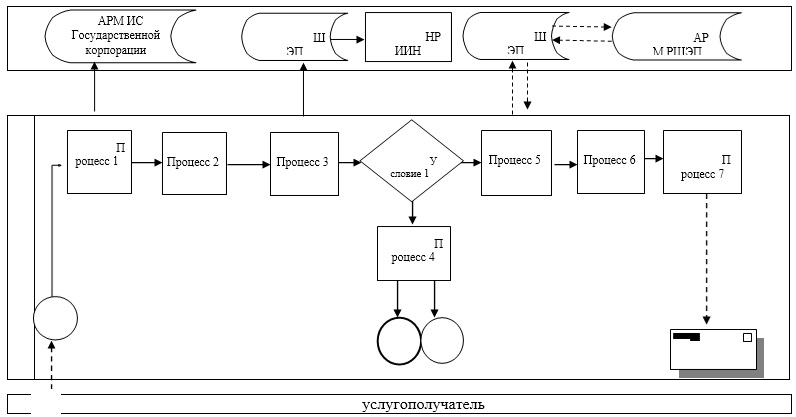 АРМ ИС
Государственной
корпорации
Ш
ЭП
НР
ИИН
Ш
ЭП
АР
М РШЭП
П
роцесс 1
Процесс 2
Процесс 3
У
словие 1
Процесс 5
Процесс 6
П
роцесс 7
П
роцесс 4
услугополучатель